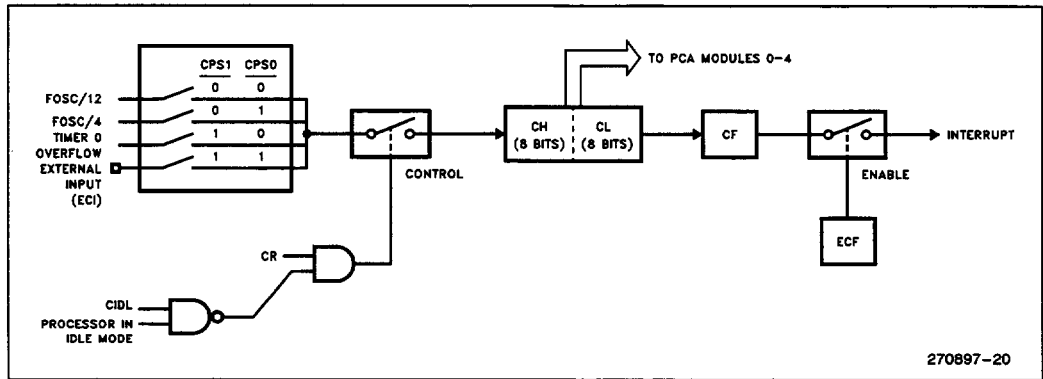 CPS1 CPS0
FOSC/12
0 0
FOSC/4
0 1
TIMER 0
OVERFLOW
1 0
EXTERNAL
INPUT
(ECI)
1 1
CONTROL
TO PCA MODULES 0-4
CH
(8 BITS)
CL
(8 BITS)
CF
ENABLE
INTERRUPT
ECF
CR
CIDL
PROCESSOR IN
IDLE MODE
270897-20